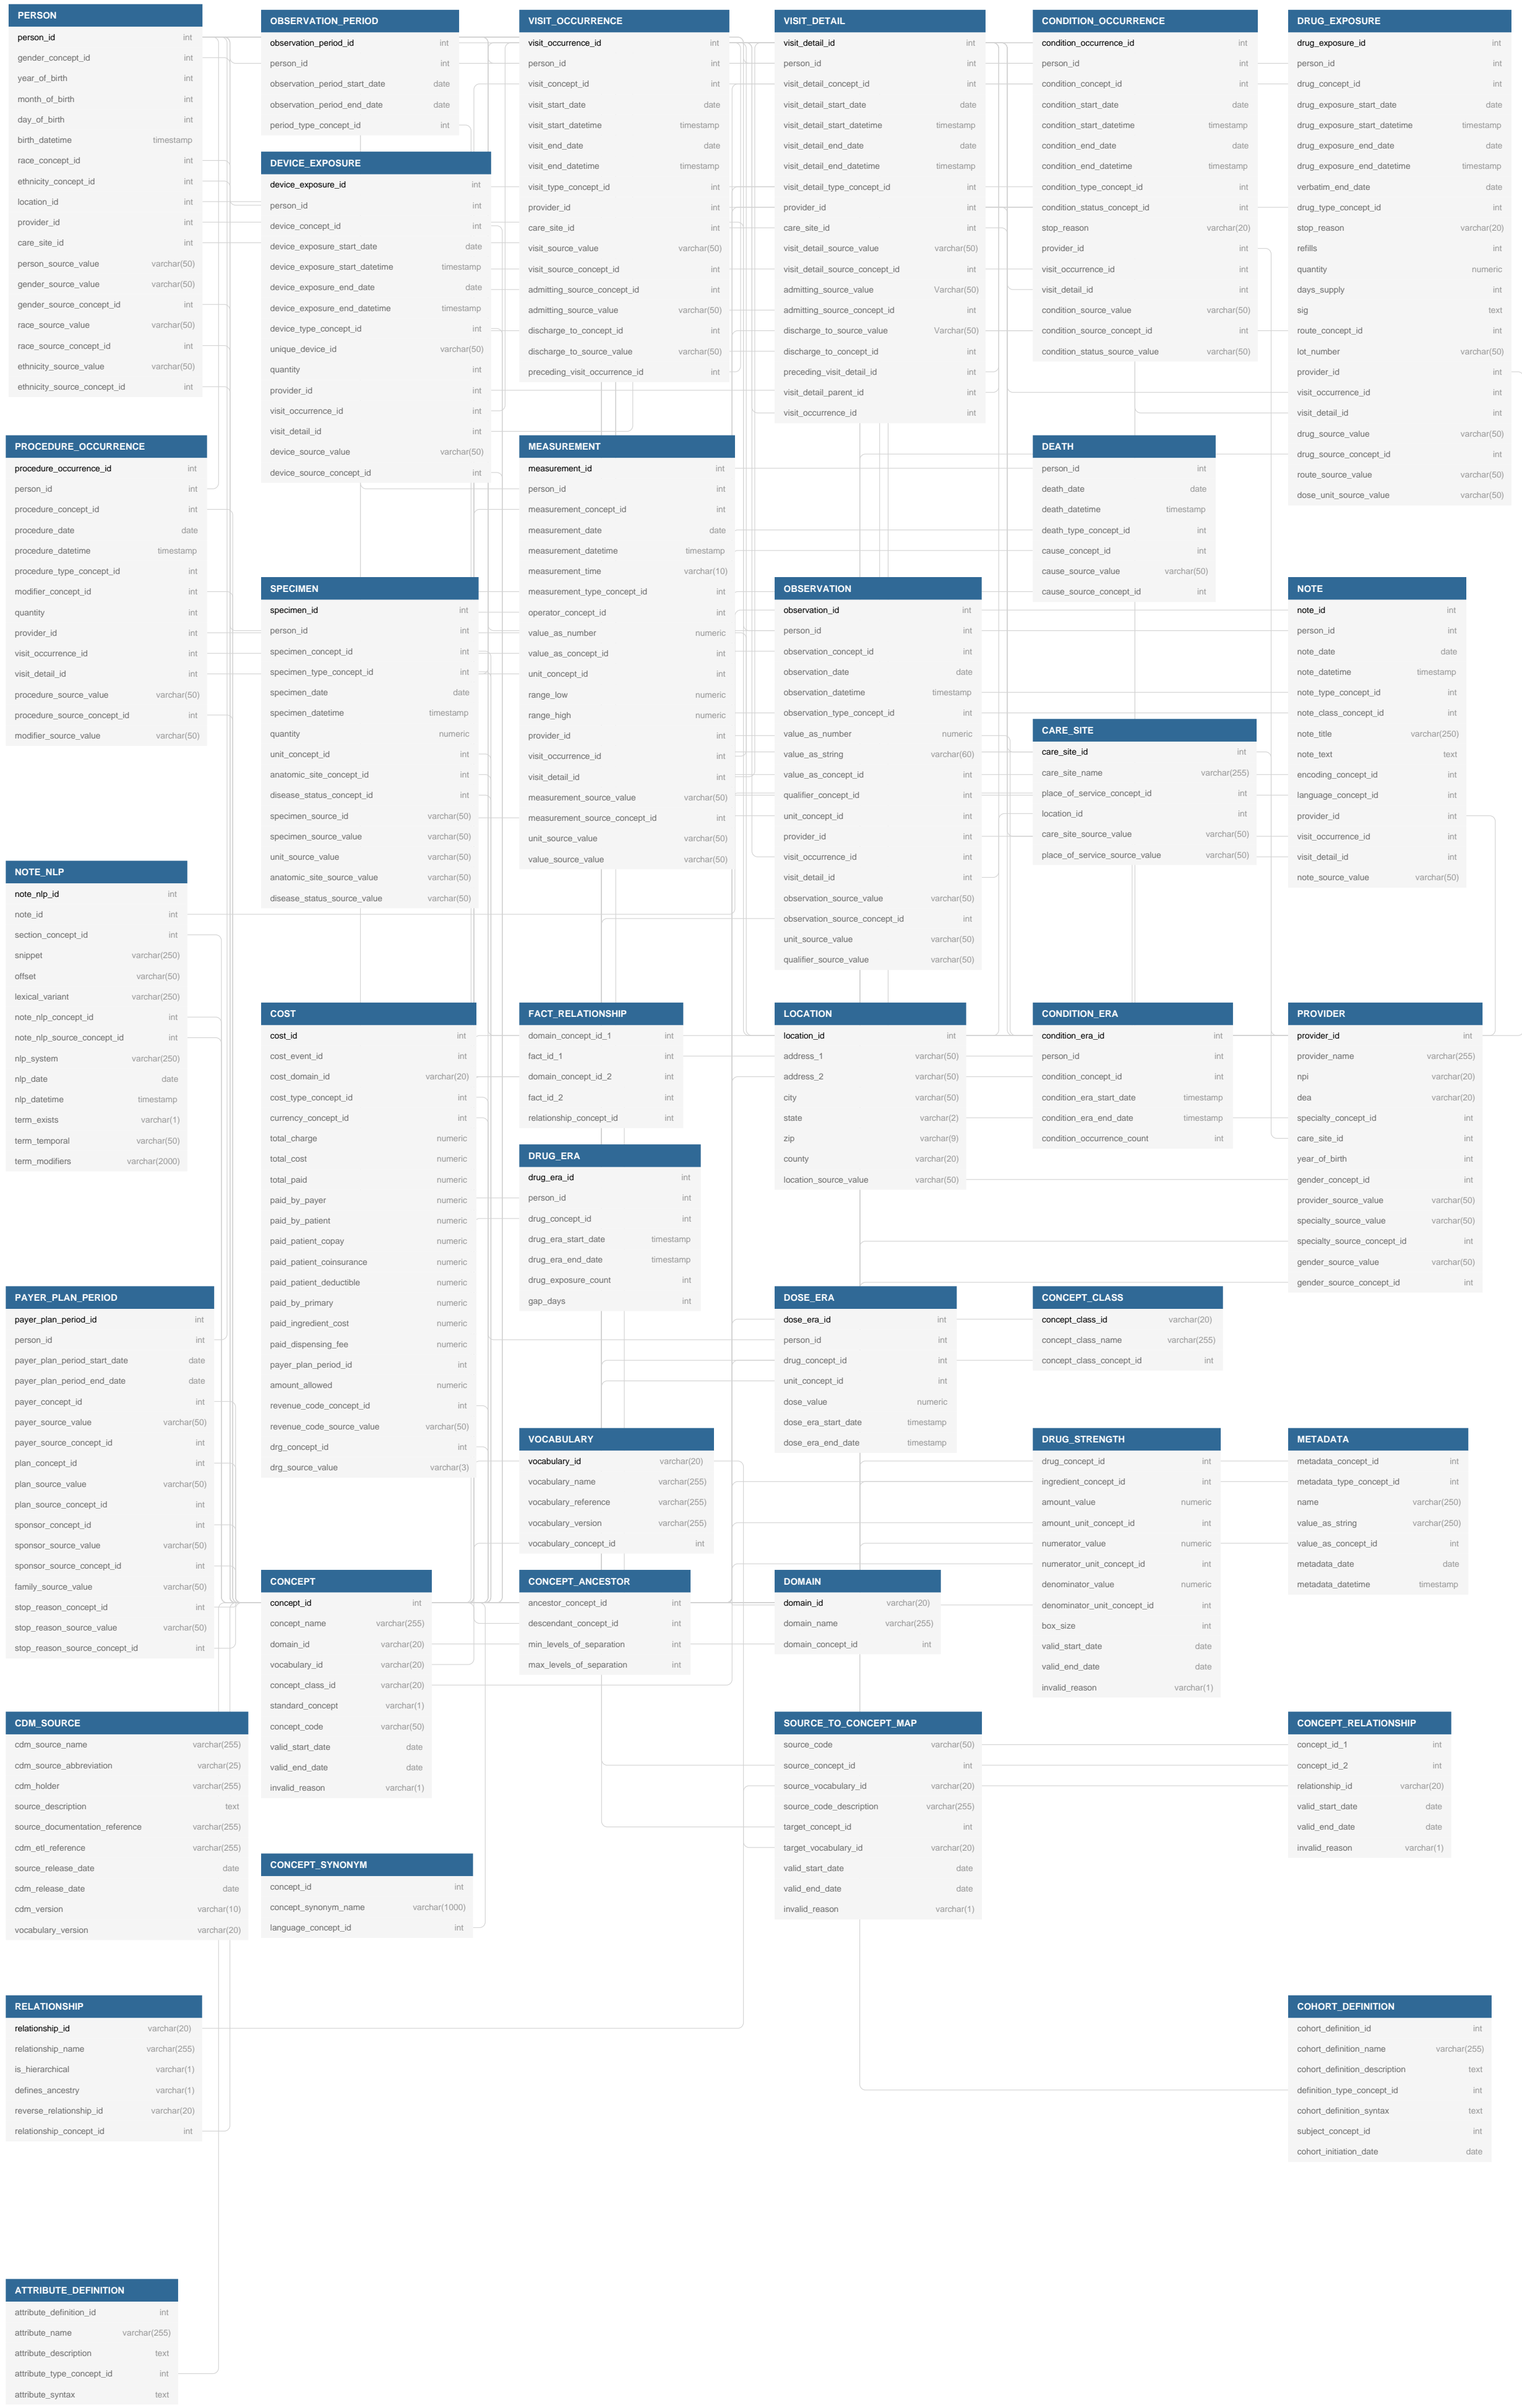 PERSON
person_id int
gender_concept_id int
year_of_birth int
month_of_birth int
day_of_birth int
birth_datetime timestamp
race_concept_id int
ethnicity_concept_id int
location_id int
provider_id int
care_site_id int
person_source_value varchar(50)
gender_source_value varchar(50)
gender_source_concept_id int
race_source_value varchar(50)
race_source_concept_id int
ethnicity_source_value varchar(50)
ethnicity_source_concept_id int
OBSERVATION_PERIOD
observation_period_id int
person_id int
observation_period_start_date date
observation_period_end_date date
period_type_concept_id int
DEVICE_EXPOSURE
device_exposure_id int
person_id int
device_concept_id int
device_exposure_start_date date
device_exposure_start_datetime timestamp
device_exposure_end_date date
device_exposure_end_datetime timestamp
device_type_concept_id int
unique_device_id varchar(50)
quantity int
provider_id int
visit_occurrence_id int
visit_detail_id int
device_source_value varchar(50)
device_source_concept_id int
VISIT_OCCURRENCE
visit_occurrence_id int
person_id int
visit_concept_id int
visit_start_date date
visit_start_datetime timestamp
visit_end_date date
visit_end_datetime timestamp
visit_type_concept_id int
provider_id int
care_site_id int
visit_source_value varchar(50)
visit_source_concept_id int
admitting_source_concept_id int
admitting_source_value varchar(50)
discharge_to_concept_id int
discharge_to_source_value varchar(50)
preceding_visit_occurrence_id int
VISIT_DETAIL
visit_detail_id int
person_id int
visit_detail_concept_id int
visit_detail_start_date date
visit_detail_start_datetime timestamp
visit_detail_end_date date
visit_detail_end_datetime timestamp
visit_detail_type_concept_id int
provider_id int
care_site_id int
visit_detail_source_value varchar(50)
visit_detail_source_concept_id int
admitting_source_value Varchar(50)
admitting_source_concept_id int
discharge_to_source_value Varchar(50)
discharge_to_concept_id int
preceding_visit_detail_id int
visit_detail_parent_id int
visit_occurrence_id int
CONDITION_OCCURRENCE
condition_occurrence_id int
person_id int
condition_concept_id int
condition_start_date date
condition_start_datetime timestamp
condition_end_date date
condition_end_datetime timestamp
condition_type_concept_id int
condition_status_concept_id int
stop_reason varchar(20)
provider_id int
visit_occurrence_id int
visit_detail_id int
condition_source_value varchar(50)
condition_source_concept_id int
condition_status_source_value varchar(50)
DRUG_EXPOSURE
drug_exposure_id int
person_id int
drug_concept_id int
drug_exposure_start_date date
drug_exposure_start_datetime timestamp
drug_exposure_end_date date
drug_exposure_end_datetime timestamp
verbatim_end_date date
drug_type_concept_id int
stop_reason varchar(20)
refills int
quantity numeric
days_supply int
sig text
route_concept_id int
lot_number varchar(50)
provider_id int
visit_occurrence_id int
visit_detail_id int
drug_source_value varchar(50)
drug_source_concept_id int
route_source_value varchar(50)
dose_unit_source_value varchar(50)
PROCEDURE_OCCURRENCE
procedure_occurrence_id int
person_id int
procedure_concept_id int
procedure_date date
procedure_datetime timestamp
procedure_type_concept_id int
modifier_concept_id int
quantity int
provider_id int
visit_occurrence_id int
visit_detail_id int
procedure_source_value varchar(50)
procedure_source_concept_id int
modifier_source_value varchar(50)
SPECIMEN
specimen_id int
person_id int
specimen_concept_id int
specimen_type_concept_id int
specimen_date date
specimen_datetime timestamp
quantity numeric
unit_concept_id int
anatomic_site_concept_id int
disease_status_concept_id int
specimen_source_id varchar(50)
specimen_source_value varchar(50)
unit_source_value varchar(50)
anatomic_site_source_value varchar(50)
disease_status_source_value varchar(50)
MEASUREMENT
measurement_id int
person_id int
measurement_concept_id int
measurement_date date
measurement_datetime timestamp
measurement_time varchar(10)
measurement_type_concept_id int
operator_concept_id int
value_as_number numeric
value_as_concept_id int
unit_concept_id int
range_low numeric
range_high numeric
provider_id int
visit_occurrence_id int
visit_detail_id int
measurement_source_value varchar(50)
measurement_source_concept_id int
unit_source_value varchar(50)
value_source_value varchar(50)
OBSERVATION
observation_id int
person_id int
observation_concept_id int
observation_date date
observation_datetime timestamp
observation_type_concept_id int
value_as_number numeric
value_as_string varchar(60)
value_as_concept_id int
qualifier_concept_id int
unit_concept_id int
provider_id int
visit_occurrence_id int
visit_detail_id int
observation_source_value varchar(50)
observation_source_concept_id int
unit_source_value varchar(50)
qualifier_source_value varchar(50)
DEATH
person_id int
death_date date
death_datetime timestamp
death_type_concept_id int
cause_concept_id int
cause_source_value varchar(50)
cause_source_concept_id int
CARE_SITE
care_site_id int
care_site_name varchar(255)
place_of_service_concept_id int
location_id int
care_site_source_value varchar(50)
place_of_service_source_value varchar(50)
NOTE
note_id int
person_id int
note_date date
note_datetime timestamp
note_type_concept_id int
note_class_concept_id int
note_title varchar(250)
note_text text
encoding_concept_id int
language_concept_id int
provider_id int
visit_occurrence_id int
visit_detail_id int
note_source_value varchar(50)
NOTE_NLP
note_nlp_id int
note_id int
section_concept_id int
snippet varchar(250)
offset varchar(50)
lexical_variant varchar(250)
note_nlp_concept_id int
note_nlp_source_concept_id int
nlp_system varchar(250)
nlp_date date
nlp_datetime timestamp
term_exists varchar(1)
term_temporal varchar(50)
term_modifiers varchar(2000)
COST
cost_id int
cost_event_id int
cost_domain_id varchar(20)
cost_type_concept_id int
currency_concept_id int
total_charge numeric
total_cost numeric
total_paid numeric
paid_by_payer numeric
paid_by_patient numeric
paid_patient_copay numeric
paid_patient_coinsurance numeric
paid_patient_deductible numeric
paid_by_primary numeric
paid_ingredient_cost numeric
paid_dispensing_fee numeric
payer_plan_period_id int
amount_allowed numeric
revenue_code_concept_id int
revenue_code_source_value varchar(50)
drg_concept_id int
drg_source_value varchar(3)
FACT_RELATIONSHIP
domain_concept_id_1 int
fact_id_1 int
domain_concept_id_2 int
fact_id_2 int
relationship_concept_id int
DRUG_ERA
drug_era_id int
person_id int
drug_concept_id int
drug_era_start_date timestamp
drug_era_end_date timestamp
drug_exposure_count int
gap_days int
LOCATION
location_id int
address_1 varchar(50)
address_2 varchar(50)
city varchar(50)
state varchar(2)
zip varchar(9)
county varchar(20)
location_source_value varchar(50)
CONDITION_ERA
condition_era_id int
person_id int
condition_concept_id int
condition_era_start_date timestamp
condition_era_end_date timestamp
condition_occurrence_count int
PROVIDER
provider_id int
provider_name varchar(255)
npi varchar(20)
dea varchar(20)
specialty_concept_id int
care_site_id int
year_of_birth int
gender_concept_id int
provider_source_value varchar(50)
specialty_source_value varchar(50)
specialty_source_concept_id int
gender_source_value varchar(50)
gender_source_concept_id int
PAYER_PLAN_PERIOD
payer_plan_period_id int
person_id int
payer_plan_period_start_date date
payer_plan_period_end_date date
payer_concept_id int
payer_source_value varchar(50)
payer_source_concept_id int
plan_concept_id int
plan_source_value varchar(50)
plan_source_concept_id int
sponsor_concept_id int
sponsor_source_value varchar(50)
sponsor_source_concept_id int
family_source_value varchar(50)
stop_reason_concept_id int
stop_reason_source_value varchar(50)
stop_reason_source_concept_id int
DOSE_ERA
dose_era_id int
person_id int
drug_concept_id int
unit_concept_id int
dose_value numeric
dose_era_start_date timestamp
dose_era_end_date timestamp
CONCEPT_CLASS
concept_class_id varchar(20)
concept_class_name varchar(255)
concept_class_concept_id int
VOCABULARY
vocabulary_id varchar(20)
vocabulary_name varchar(255)
vocabulary_reference varchar(255)
vocabulary_version varchar(255)
vocabulary_concept_id int
DRUG_STRENGTH
drug_concept_id int
ingredient_concept_id int
amount_value numeric
amount_unit_concept_id int
numerator_value numeric
numerator_unit_concept_id int
denominator_value numeric
denominator_unit_concept_id int
box_size int
valid_start_date date
valid_end_date date
invalid_reason varchar(1)
METADATA
metadata_concept_id int
metadata_type_concept_id int
name varchar(250)
value_as_string varchar(250)
value_as_concept_id int
metadata_date date
metadata_datetime timestamp
CONCEPT
concept_id int
concept_name varchar(255)
domain_id varchar(20)
vocabulary_id varchar(20)
concept_class_id varchar(20)
standard_concept varchar(1)
concept_code varchar(50)
valid_start_date date
valid_end_date date
invalid_reason varchar(1)
CONCEPT_ANCESTOR
ancestor_concept_id int
descendant_concept_id int
min_levels_of_separation int
max_levels_of_separation int
DOMAIN
domain_id varchar(20)
domain_name varchar(255)
domain_concept_id int
CDM_SOURCE
cdm_source_name varchar(255)
cdm_source_abbreviation varchar(25)
cdm_holder varchar(255)
source_description text
source_documentation_reference varchar(255)
cdm_etl_reference varchar(255)
source_release_date date
cdm_release_date date
cdm_version varchar(10)
vocabulary_version varchar(20)
CONCEPT_SYNONYM
concept_id int
concept_synonym_name varchar(1000)
language_concept_id int
SOURCE_TO_CONCEPT_MAP
source_code varchar(50)
source_concept_id int
source_vocabulary_id varchar(20)
source_code_description varchar(255)
target_concept_id int
target_vocabulary_id varchar(20)
valid_start_date date
valid_end_date date
invalid_reason varchar(1)
CONCEPT_RELATIONSHIP
concept_id_1 int
concept_id_2 int
relationship_id varchar(20)
valid_start_date date
valid_end_date date
invalid_reason varchar(1)
RELATIONSHIP
relationship_id varchar(20)
relationship_name varchar(255)
is_hierarchical varchar(1)
defines_ancestry varchar(1)
reverse_relationship_id varchar(20)
relationship_concept_id int
COHORT_DEFINITION
cohort_definition_id int
cohort_definition_name varchar(255)
cohort_definition_description text
definition_type_concept_id int
cohort_definition_syntax text
subject_concept_id int
cohort_initiation_date date
ATTRIBUTE_DEFINITION
attribute_definition_id int
attribute_name varchar(255)
attribute_description text
attribute_type_concept_id int
attribute_syntax text